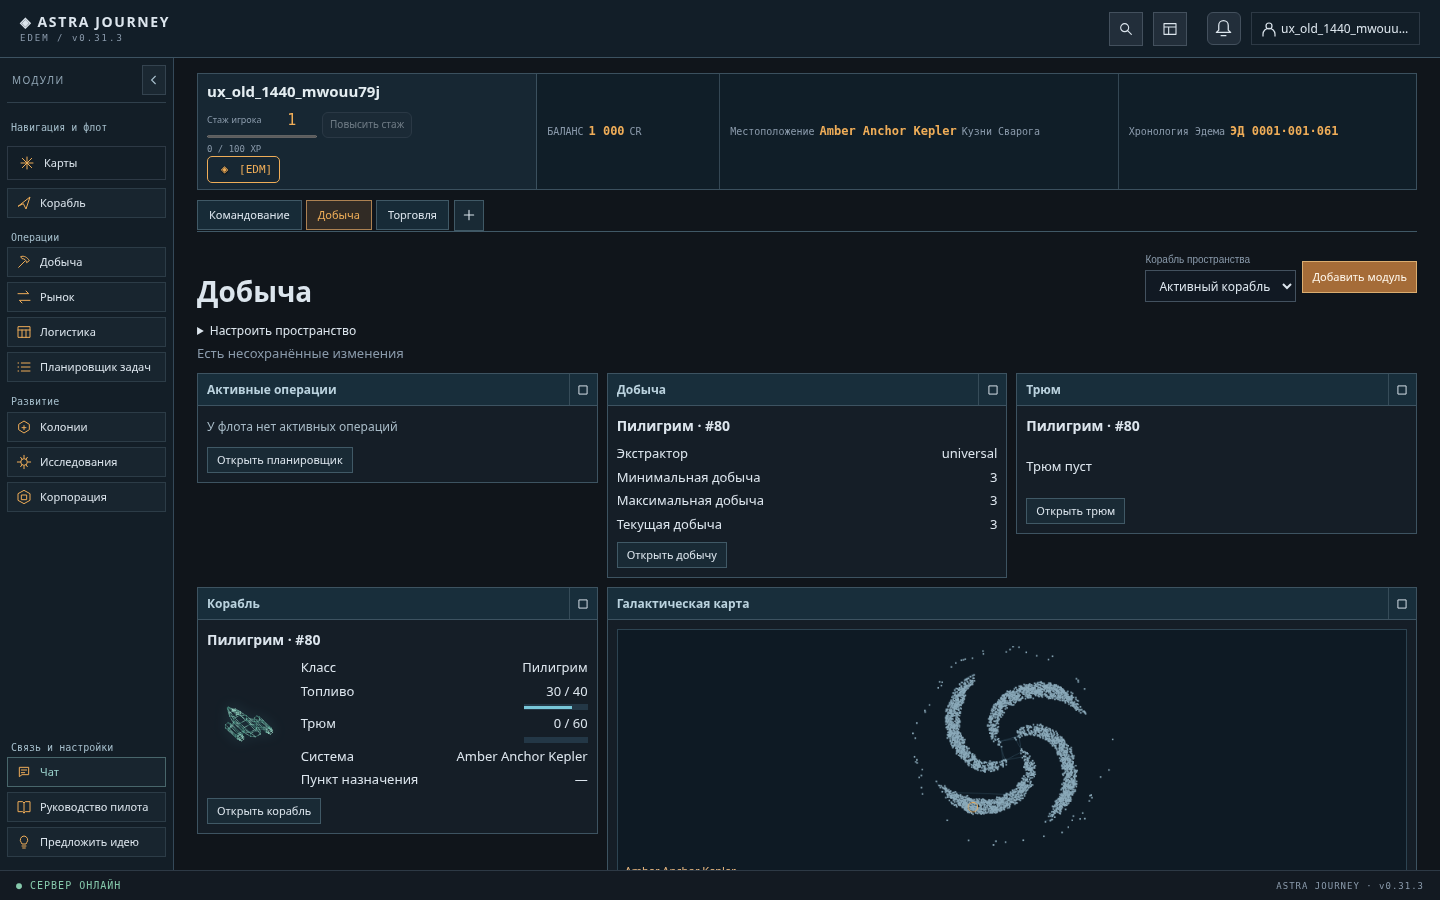 ◈ ASTRA JOURNEY
EDEM / v0.31.3
ux_old_1440_mwouu...
МОДУЛИ
Навигация и флот
Карты
Корабль
Операции
Добыча
Рынок
Логистика
Планировщик задач
Развитие
Колонии
Исследования
Корпорация
Связь и настройки
Чат
Руководство пилота
Предложить идею
ux_old_1440_mwouu79j
Стаж игрока 1 Повысить стаж
0 / 100 XP
◈ [EDM]
БАЛАНС 1 000 CR
Местоположение Amber Anchor Kepler Кузни Сварога
Хронология Эдема ЭД 0001·001·061
Командование
Добыча
Торговля
+
Добыча
Корабль пространства
Активный корабль
Добавить модуль
▶ Настроить пространство
Есть несохранённые изменения
Активные операции
У флота нет активных операций
Открыть планировщик
Добыча
Пилигрим · #80
Экстрактор universal
Минимальная добыча 3
Максимальная добыча 3
Текущая добыча 3
Открыть добычу
Трюм
Пилигрим · #80
Трюм пуст
Открыть трюм
Корабль
Пилигрим · #80
Класс Пилигрим
Топливо 30 / 40
Трюм 0 / 60
Система Amber Anchor Kepler
Пункт назначения —
Открыть корабль
Галактическая карта
Amber Anchor Kepler
● СЕРВЕР ОНЛАЙН
ASTRA JOURNEY · v0.31.3